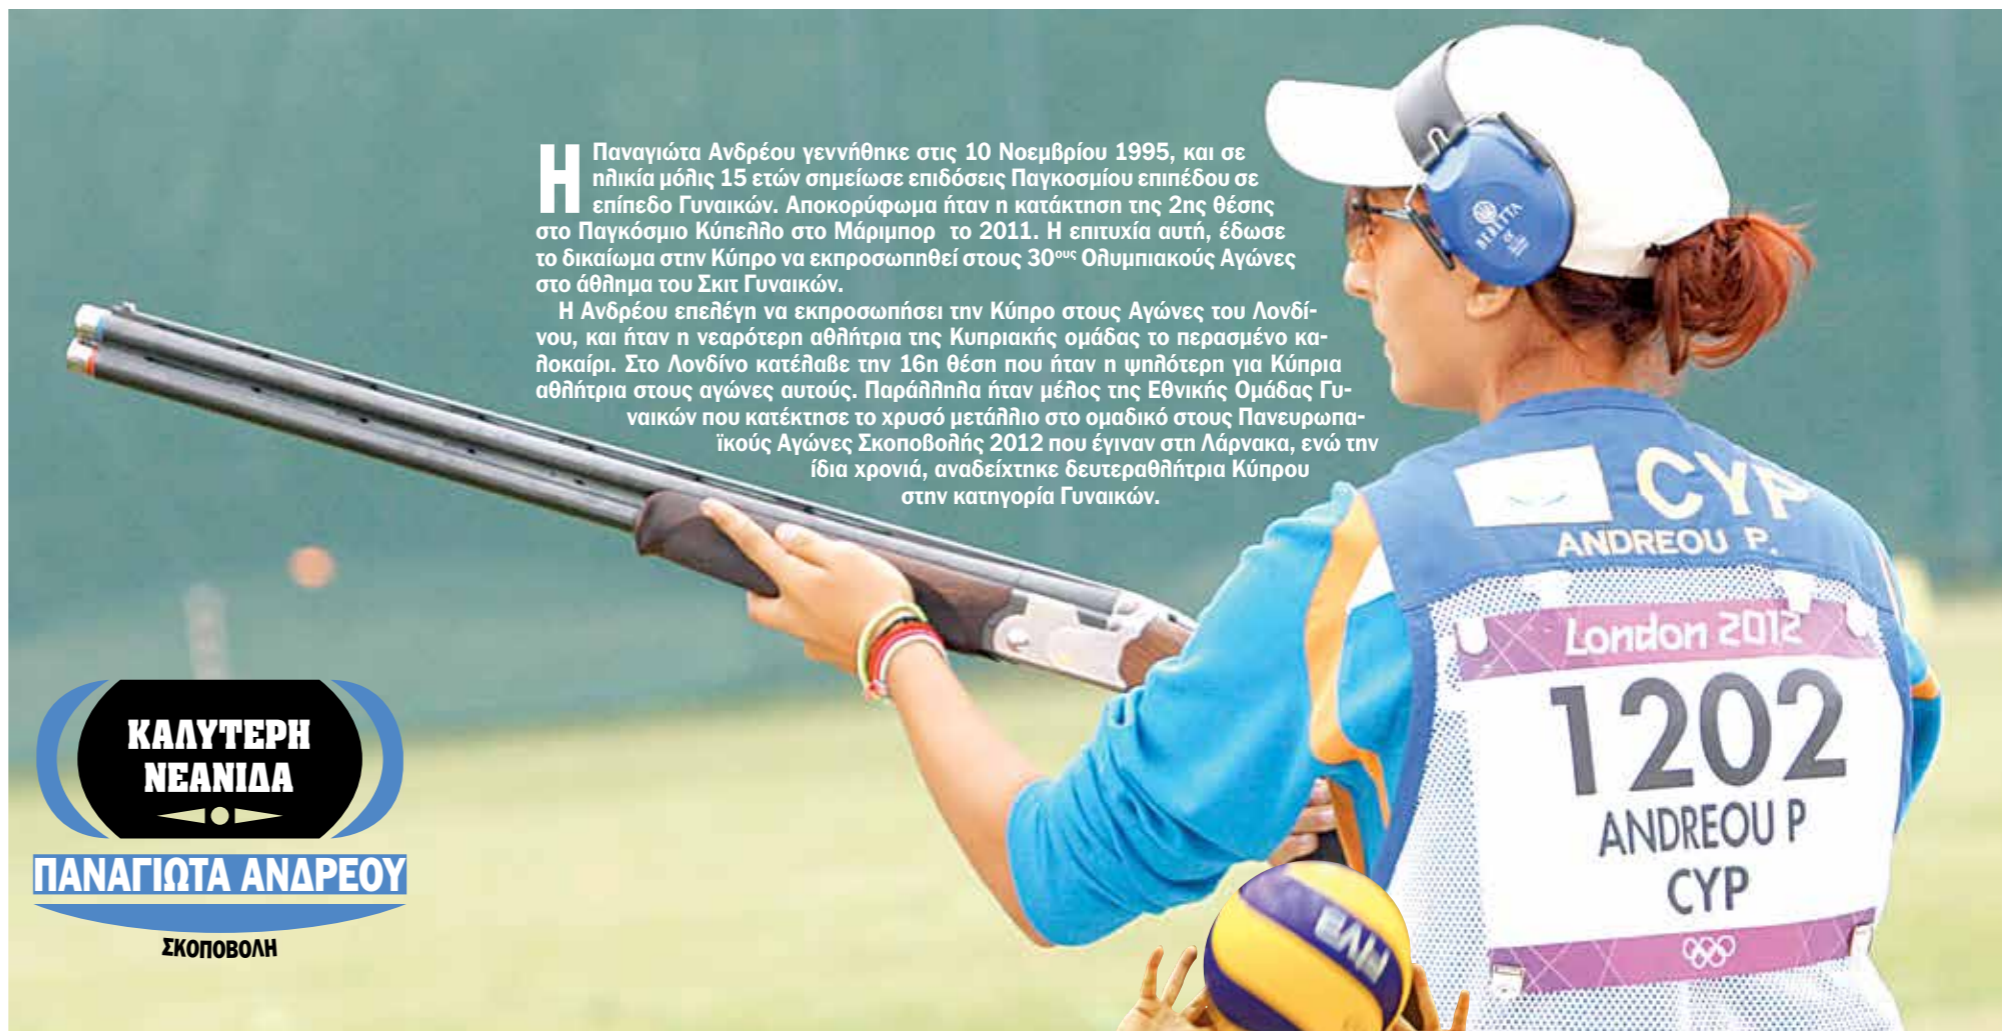 Η Παναγιώτα Ανδρέου γεννήθηκε στις 10 Νοεμβρίου 1995, και σε
ηλικία μόλις 15 ετών σημείωσε επιδόσεις Παγκοσμίου επιπέδου σε
επίπεδο Γυναικών. Αποκορύφωμα ήταν η κατάκτηση της 2ης θέσης
στο Παγκόσμιο Κύπελλο στο Μάριμπορ το 2011. Η επιτυχία αυτή, έδωσε
το δικαίωμα στην Κύπρο να εκπροσωπηθεί στους 30ους Ολυμπιακούς Αγώνες
στο άθλημα του Σκιτ Γυναικών.
Η Ανδρέου επελέγη να εκπροσωπήσει την Κύπρο στους Αγώνες του Λονδί-
νου, και ήταν η νεαρότερη αθλήτρια της Κυπριακής ομάδας το περασμένο κα-
λοκαίρι. Στο Λονδίνο κατέλαβε την 16η θέση που ήταν η ψηλότερη για Κύπρια
αθλήτρια στους αγώνες αυτούς. Παράλληλα ήταν μέλος της Εθνικής Ομάδας Γυ-
ναικών που κατέκτησε το χρυσό μετάλλιο στο ομαδικό στους Πανευρωπα-
ϊκούς Αγώνες Σκοποβολής 2012 που έγιναν στη Λάρνακα, ενώ την
ίδια χρονιά, αναδείχτηκε δευτεραθλήτρια Κύπρου
στην κατηγορία Γυναικών.
BERETTA
CYP
ANDREOU P.
London 2012
1202
ANDREOU P
CYP
ΚΑΛΥΤΕΡΗ
ΝΕΑΝΙΔΑ
ΠΑΝΑΓΙΩΤΑ ΑΝΔΡΕΟΥ
ΣΚΟΠΟΒΟΛΗ